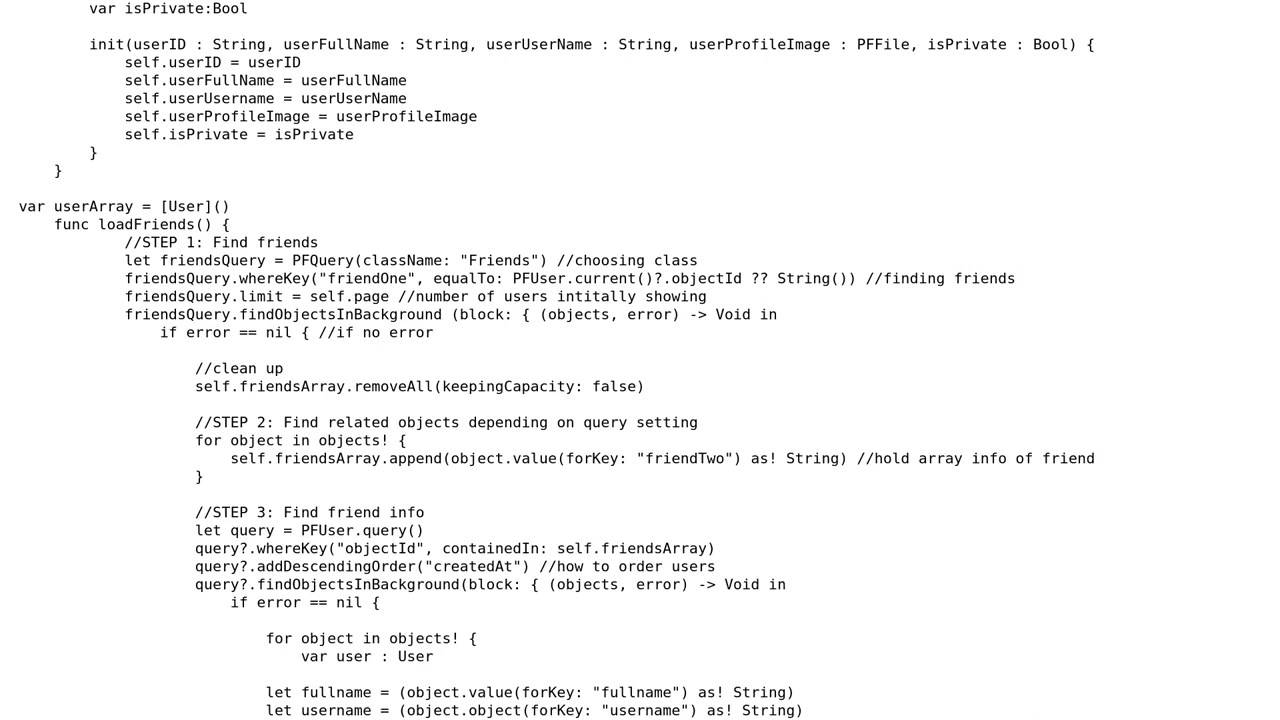 var isPrivate:Bool
init(userID : String, userFullName : String, userUserName : String, userProfileImage : PFFile, isPrivate : Bool) {
self.userID = userID
self.userFullName = userFullName
self.userUsername = userUserName
self.userProfileImage = userProfileImage
self.isPrivate = isPrivate
}
}
var userArray = [User]()
func loadFriends() {
//STEP 1: Find friends
let friendsQuery = PFQuery(className: "Friends") //choosing class
friendsQuery.whereKey("friendOne", equalTo: PFUser.current()?.objectId ?? String()) //finding friends
friendsQuery.limit = self.page //number of users intitally showing
friendsQuery.findObjectsInBackground (block: { (objects, error) -> Void in
if error == nil { //if no error
//clean up
self.friendsArray.removeAll(keepingCapacity: false)
//STEP 2: Find related objects depending on query setting
for object in objects! {
self.friendsArray.append(object.value(forKey: "friendTwo") as! String) //hold array info of friend
}
//STEP 3: Find friend info
let query = PFUser.query()
query?.whereKey("objectId", containedIn: self.friendsArray)
query?.addDescendingOrder("createdAt") //how to order users
query?.findObjectsInBackground(block: { (objects, error) -> Void in
if error == nil {
for object in objects! {
var user : User
let fullname = (object.value(forKey: "fullname") as! String)
let username = (object.object(forKey: "username") as! String)